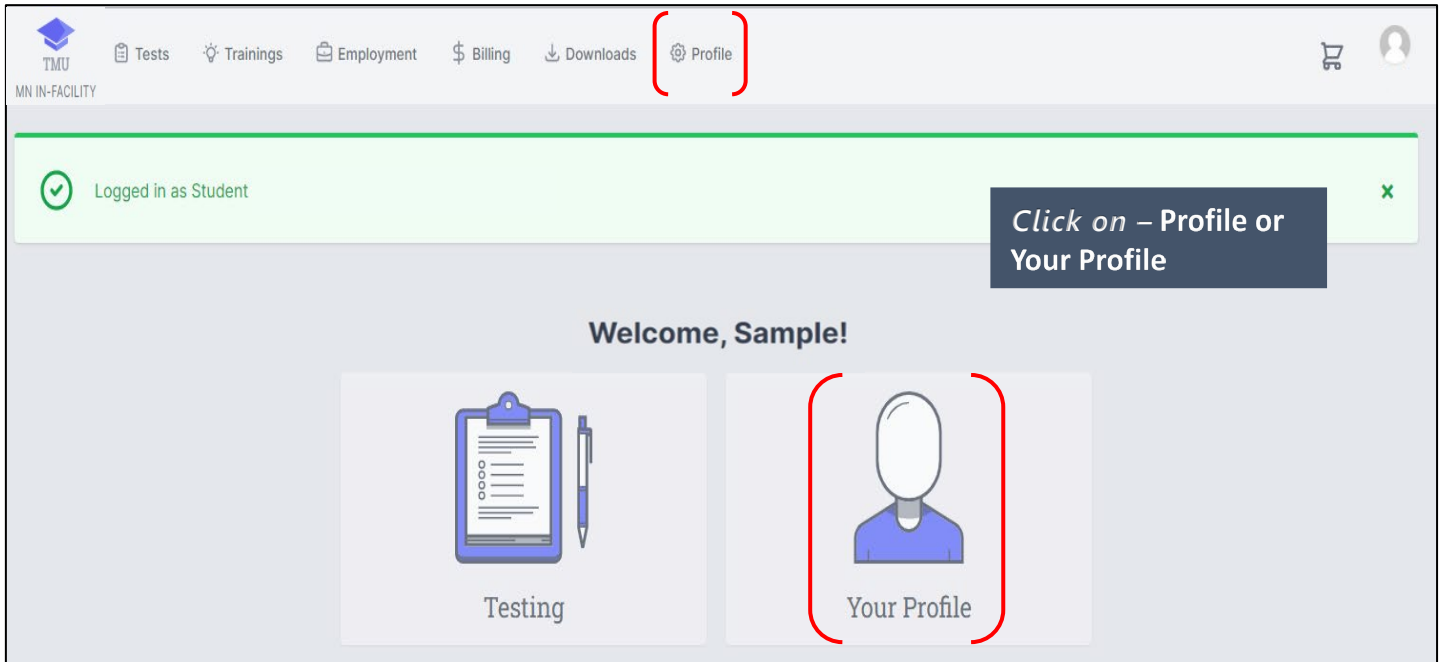 TMU
MN IN-FACILITY
Tests
Trainings
Employment
Billing
Downloads
Profile
Logged in as Student
Click on – Profile or
Your Profile
Welcome, Sample!
Testing
Your Profile